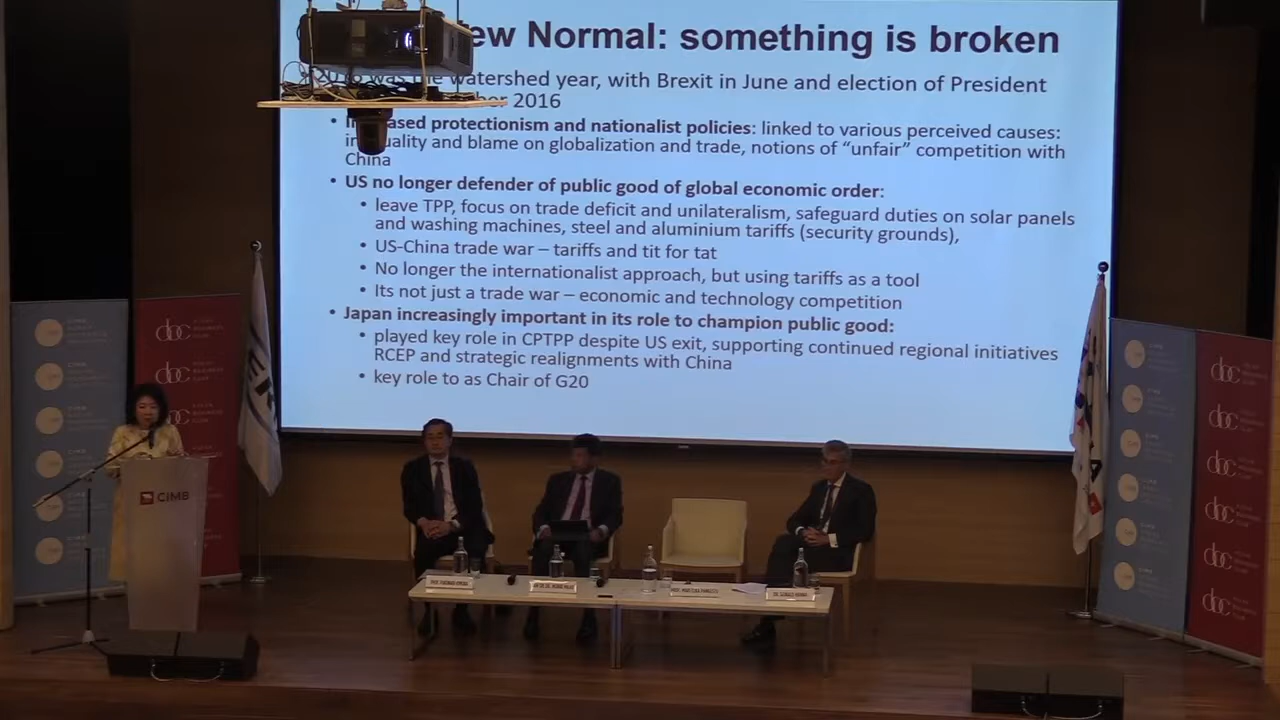 ew Normal: something is broken
was the watershed year, with Brexit in June and election of President
2016
• Increased protectionism and nationalist policies: linked to various perceived causes:
inequality and blame on globalization and trade, notions of “unfair” competition with
China
• US no longer defender of public good of global economic order:
• leave TPP, focus on trade deficit and unilateralism, safeguard duties on solar panels
and washing machines, steel and aluminium tariffs (security grounds),
• US-China trade war – tariffs and tit for tat
• No longer the internationalist approach, but using tariffs as a tool
• Its not just a trade war – economic and technology competition
• Japan increasingly important in its role to champion public good:
• played key role in CPTPP despite US exit, supporting continued regional initiatives
RCEP and strategic realignments with China
• key role to as Chair of G20
CIMB